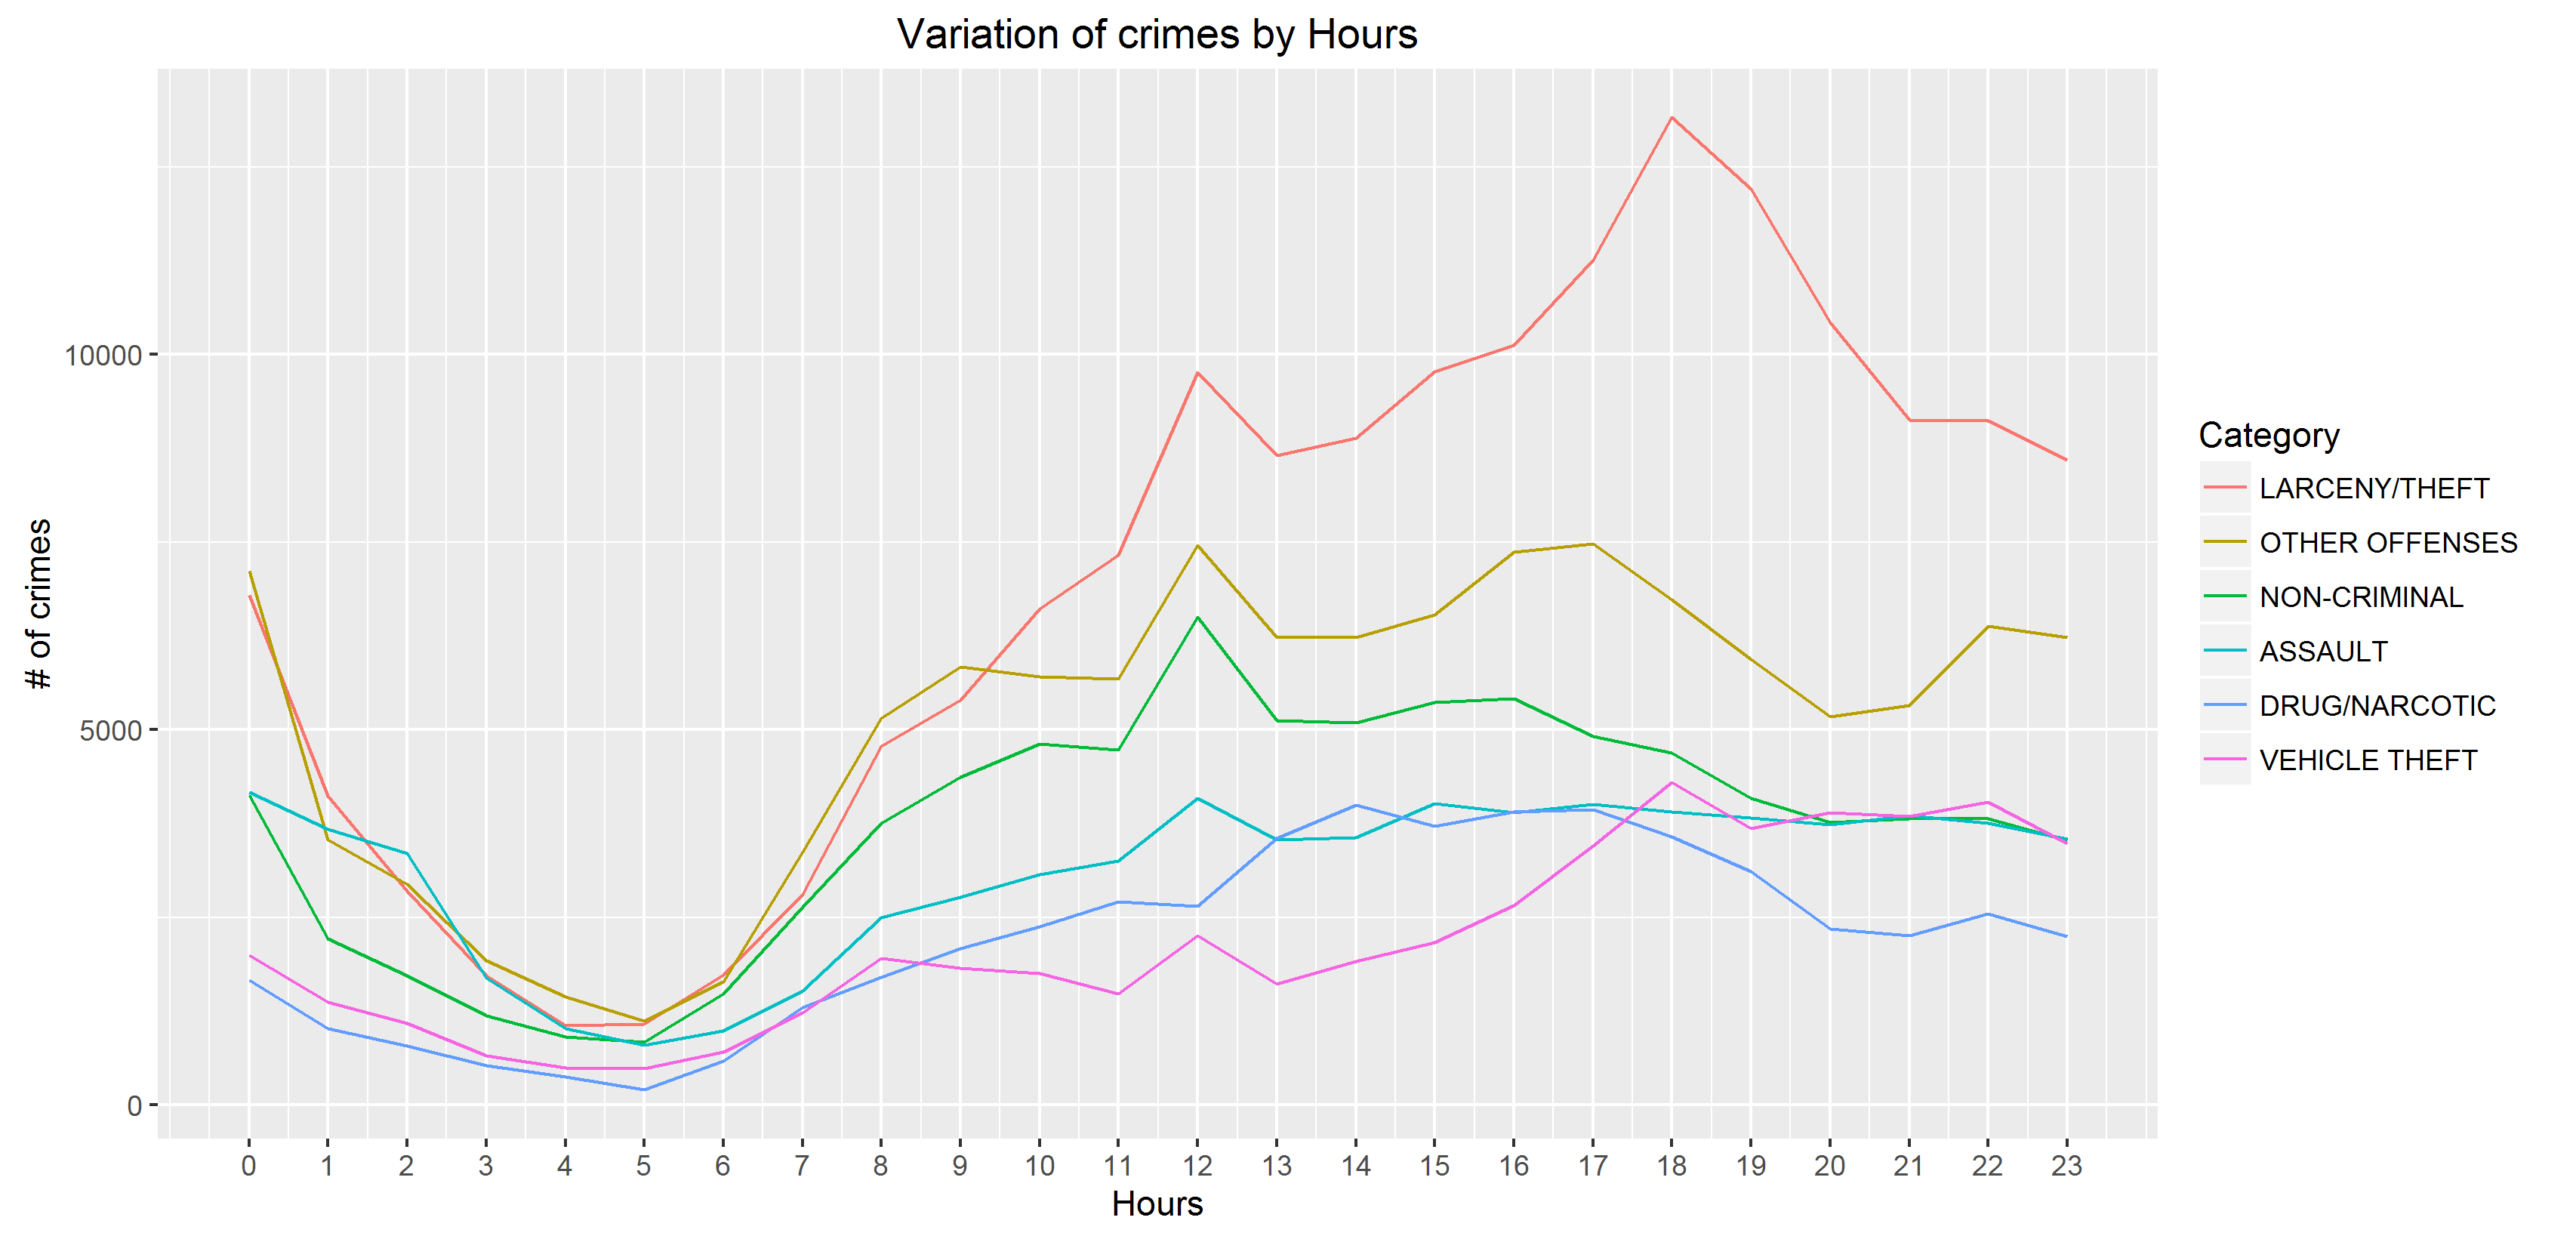 Variation of crimes by Hours
# of crimes
10000
5000
0
0 1 2 3 4 5 6 7 8 9 10 11 12 13 14 15 16 17 18 19 20 21 22 23
Hours
Category
LARCENY/THEFT
OTHER OFFENSES
NON-CRIMINAL
ASSAULT
DRUG/NARCOTIC
VEHICLE THEFT